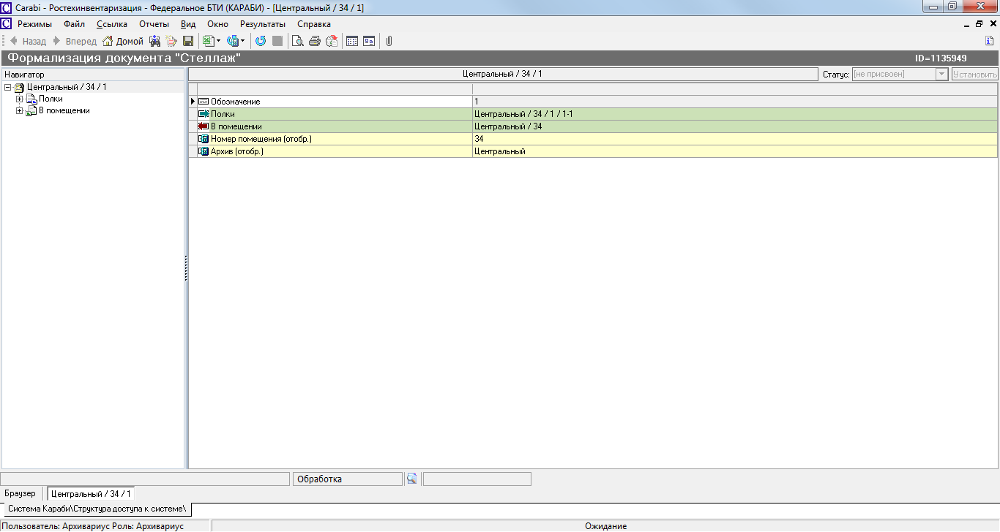 Carabi - Ростехинвентаризация - Федеральное БТИ (КАРАБИ) - [Центральный / 34 / 1]
Режимы Файл Ссылка Отчеты Вид Окно Результаты Справка
Назад Вперед Домой
Формализация документа "Стеллаж" ID=1135949
Навигатор Центральный / 34 / 1 Статус: [не присвоен] Установить
Центральный / 34 / 1
Полки
В помещении
Обозначение 1
Полки Центральный / 34 / 1 / 1-1
В помещении Центральный / 34
Номер помещения (отобр.) 34
Архив (отобр.) Центральный
Обработка
Браузер Центральный / 34 / 1
Система Караби\Структура доступа к системе\
Пользователь: Архивариус Роль: Архивариус Ожидание